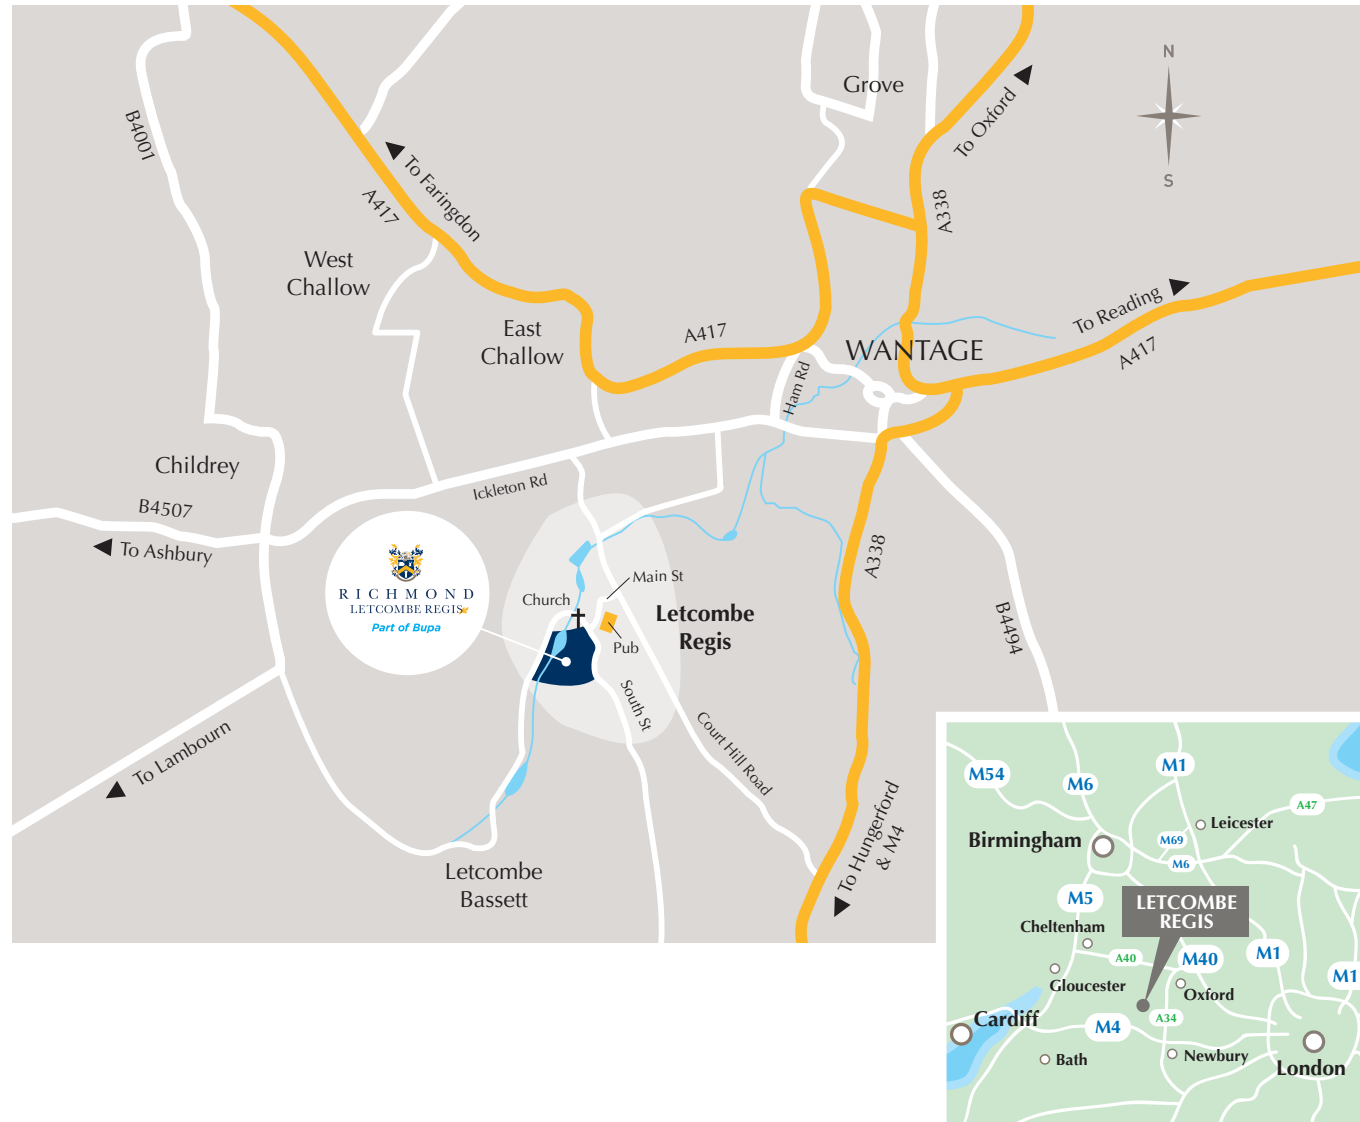 N
S
Grove
To Oxford
B4001
To Faringdon
A417
A338
West
Challow
To Reading
A417
East
Challow
A417
WANTAGE
Ham Rd
Childrey
B4507
To Ashbury
Ickleton Rd
A338
RICHMOND
LETCOMBE REGIS
Part of Bupa
Church
Main St
Letcombe
Regis
Pub
South St
B4494
Court Hill Road
To Lambourn
To Hungerford
& M4
Letcombe
Bassett
M54
M6
M1
A47
Leicester
Birmingham
M69
M6
M5
LETCOMBE
REGIS
Cheltenham
A40
M40
M1
M1
Gloucester
Oxford
Cardiff
M4
A34
Bath
Newbury
London